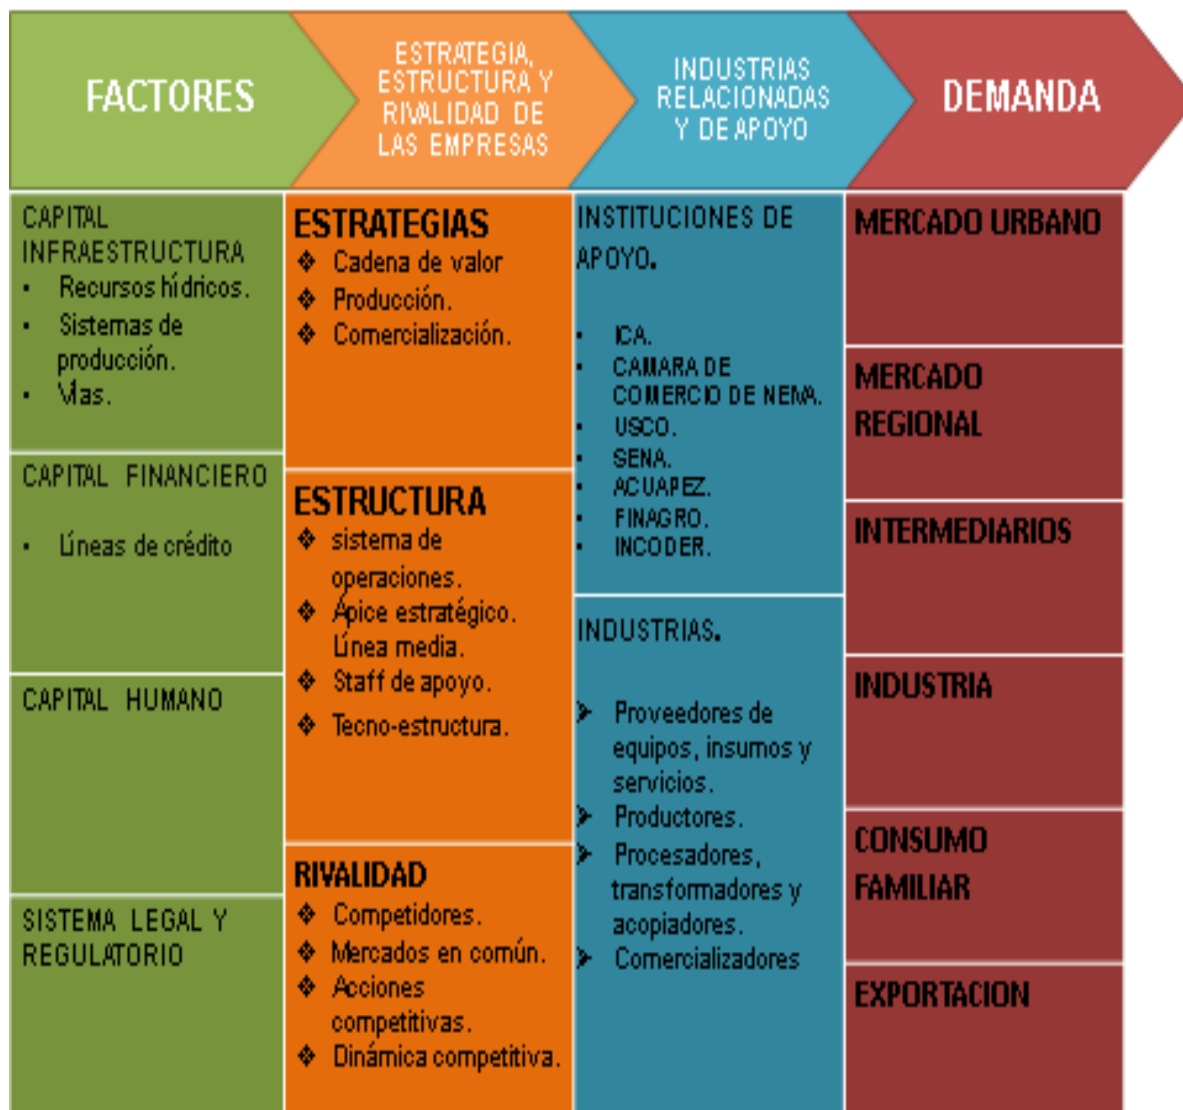 FACTORES
ESTRATEGIA,
ESTRUCTURA Y
RIVALIDAD DE
LAS EMPRESAS
INDUSTRIAS
RELACIONADAS
Y DE APOYO
DEMANDA
CAPITAL
INFRAESTRUCTURA
• Recursos hídricos.
• Sistemas de
producción.
• Vías.
CAPITAL FINANCIERO
• Líneas de crédito
CAPITAL HUMANO
SISTEMA LEGAL Y
REGULATORIO
ESTRATEGIAS
❖ Cadena de valor
❖ Producción.
❖ Comercialización.
ESTRUCTURA
❖ sistema de
operaciones.
❖ Ápice estratégico.
Línea media.
❖ Staff de apoyo.
❖ Tecno-estructura.
RIVALIDAD
❖ Competidores.
❖ Mercados en común.
❖ Acciones
competitivas.
❖ Dinámica competitiva.
INSTITUCIONES DE
APOYO.
• ICA.
• CAMARA DE
COMERCIO DE NEIVA.
• USCO.
• SENA.
• ACUAPEZ.
• FINAGRO.
• INCODER.
INDUSTRIAS.
➢ Proveedores de
equipos, insumos y
servicios.
➢ Productores.
➢ Procesadores,
transformadores y
acopiadores.
➢ Comercializadores
MERCADO URBANO
MERCADO
REGIONAL
INTERMEDIARIOS
INDUSTRIA
CONSUMO
FAMILIAR
EXPORTACION